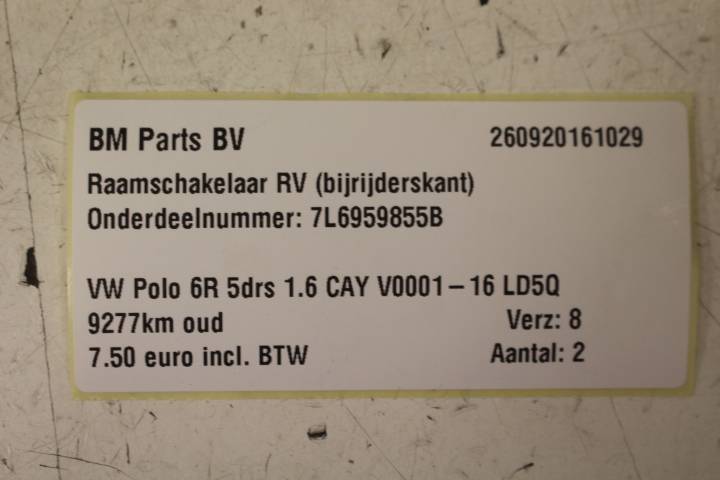 BM Parts BV 260920161029
Raamschakelaar RV (bijrijderskant)
Onderdeelnummer: 7L6959855B
VW Polo 6R 5drs 1.6 CAY V0001-16 LD5Q
9277km oud Verz: 8
7.50 euro incl. BTW Aantal: 2